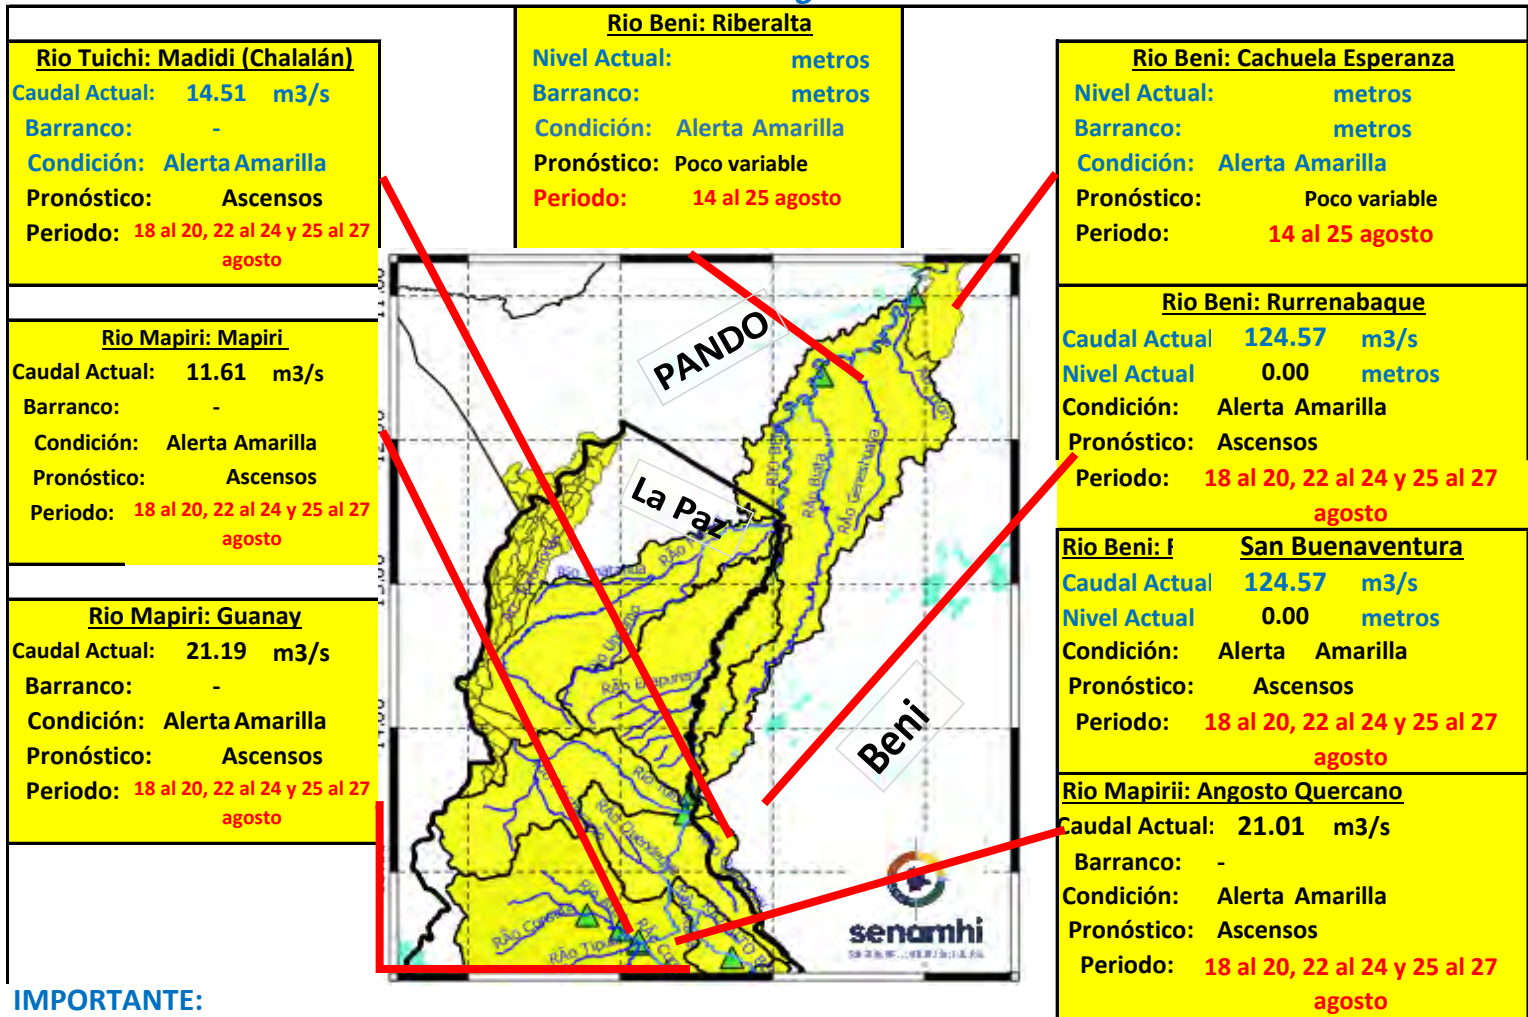 Rio Tuichi: Madidi (Chalalán)
Caudal Actual: 14.51 m3/s
Barranco: -
Condición: Alerta Amarilla
Pronóstico: Ascensos
Periodo: 18 al 20, 22 al 24 y 25 al 27
agosto
Rio Mapiri: Mapiri
Caudal Actual: 11.61 m3/s
Barranco: -
Condición: Alerta Amarilla
Pronóstico: Ascensos
Periodo: 18 al 20, 22 al 24 y 25 al 27
agosto
Rio Mapiri: Guanay
Caudal Actual: 21.19 m3/s
Barranco: -
Condición: Alerta Amarilla
Pronóstico: Ascensos
Periodo: 18 al 20, 22 al 24 y 25 al 27
agosto
Rio Beni: Riberalta
Nivel Actual: metros
Barranco: metros
Condición: Alerta Amarilla
Pronóstico: Poco variable
Periodo: 14 al 25 agosto
PANDO
La Paz
Beni
RÃo Biata
RÃo Geneshuaya
senamhi
Rio Beni: Cachuela Esperanza
Nivel Actual: metros
Barranco: metros
Condición: Alerta Amarilla
Pronóstico: Poco variable
Periodo: 14 al 25 agosto
Rio Beni: Rurrenabaque
Caudal Actual 124.57 m3/s
Nivel Actual 0.00 metros
Condición: Alerta Amarilla
Pronóstico: Ascensos
Periodo: 18 al 20, 22 al 24 y 25 al 27
agosto
Rio Beni: San Buenaventura
Caudal Actual 124.57 m3/s
Nivel Actual 0.00 metros
Condición: Alerta Amarilla
Pronóstico: Ascensos
Periodo: 18 al 20, 22 al 24 y 25 al 27
agosto
Rio Mapirii: Angosto Quercano
Caudal Actual: 21.01 m3/s
Barranco: -
Condición: Alerta Amarilla
Pronóstico: Ascensos
Periodo: 18 al 20, 22 al 24 y 25 al 27
agosto
IMPORTANTE: